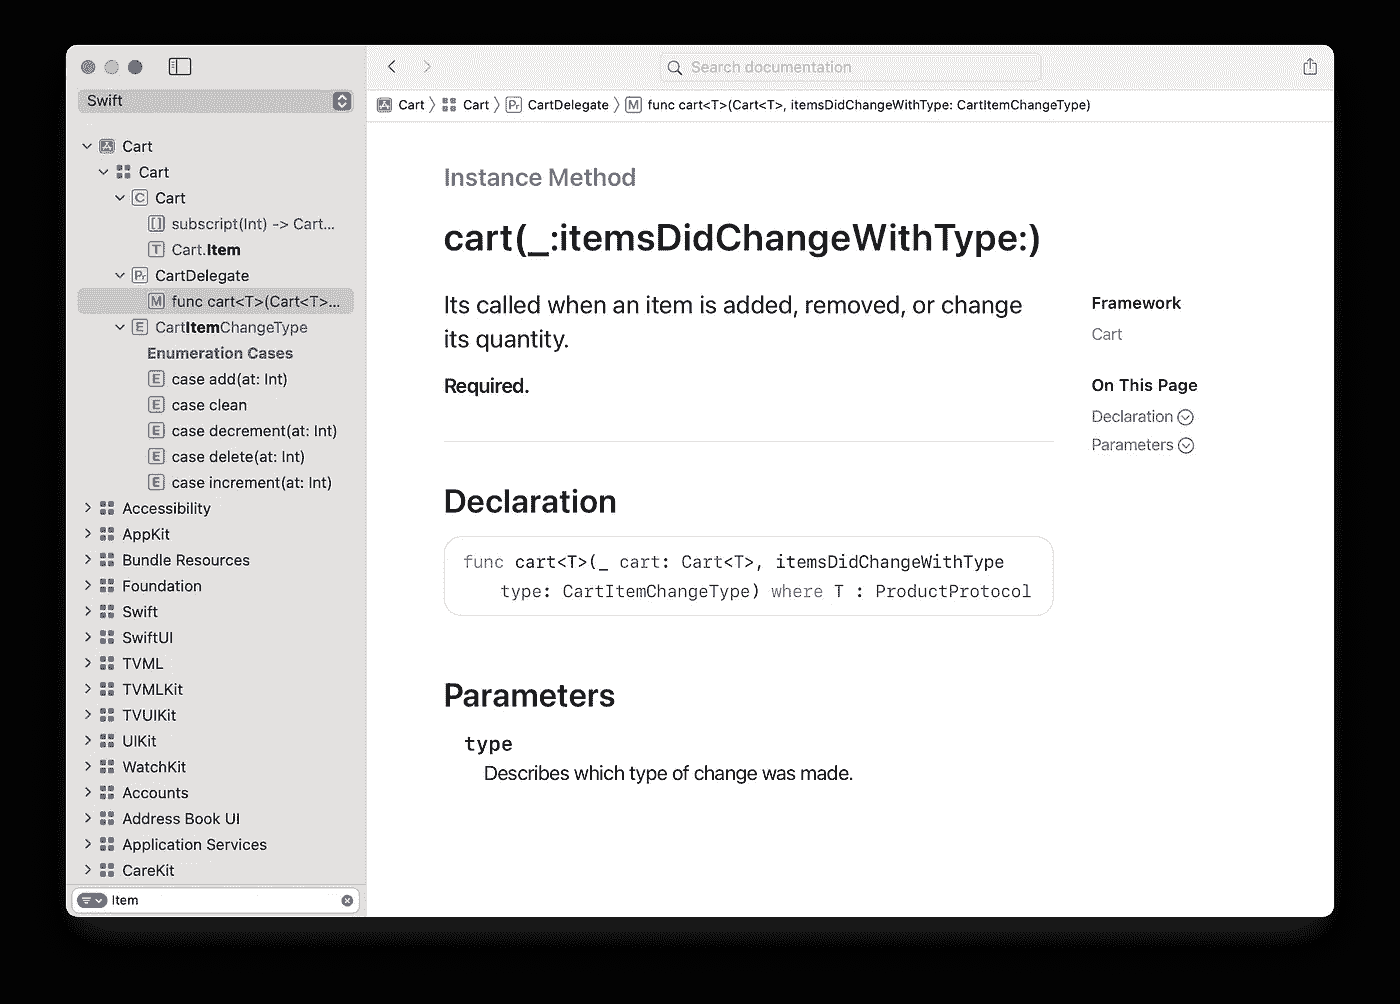 Search documentation
Swift
Cart 〉 Cart 〉 Pr CartDelegate 〉 M func cart<T>(Cart<T>, itemsDidChangeWithType: CartItemChangeType)
Cart
Cart
C Cart
[] subscript(Int) -> Cart...
T Cart.Item
Pr CartDelegate
M func cart<T>(Cart<T>...
E CartItemChangeType
Enumeration Cases
E case add(at: Int)
E case clean
E case decrement(at: Int)
E case delete(at: Int)
E case increment(at: Int)
Accessibility
AppKit
Bundle Resources
Foundation
Swift
SwiftUI
TVML
TVMLKit
TVUIKit
UIKit
WatchKit
Accounts
Address Book UI
Application Services
CareKit
Item
Instance Method
cart(_:itemsDidChangeWithType:)
Its called when an item is added, removed, or change
its quantity.
Required.
Declaration
func cart<T>(_ cart: Cart<T>, itemsDidChangeWithType
type: CartItemChangeType) where T : ProductProtocol
Parameters
type
Describes which type of change was made.
Framework
Cart
On This Page
Declaration
Parameters